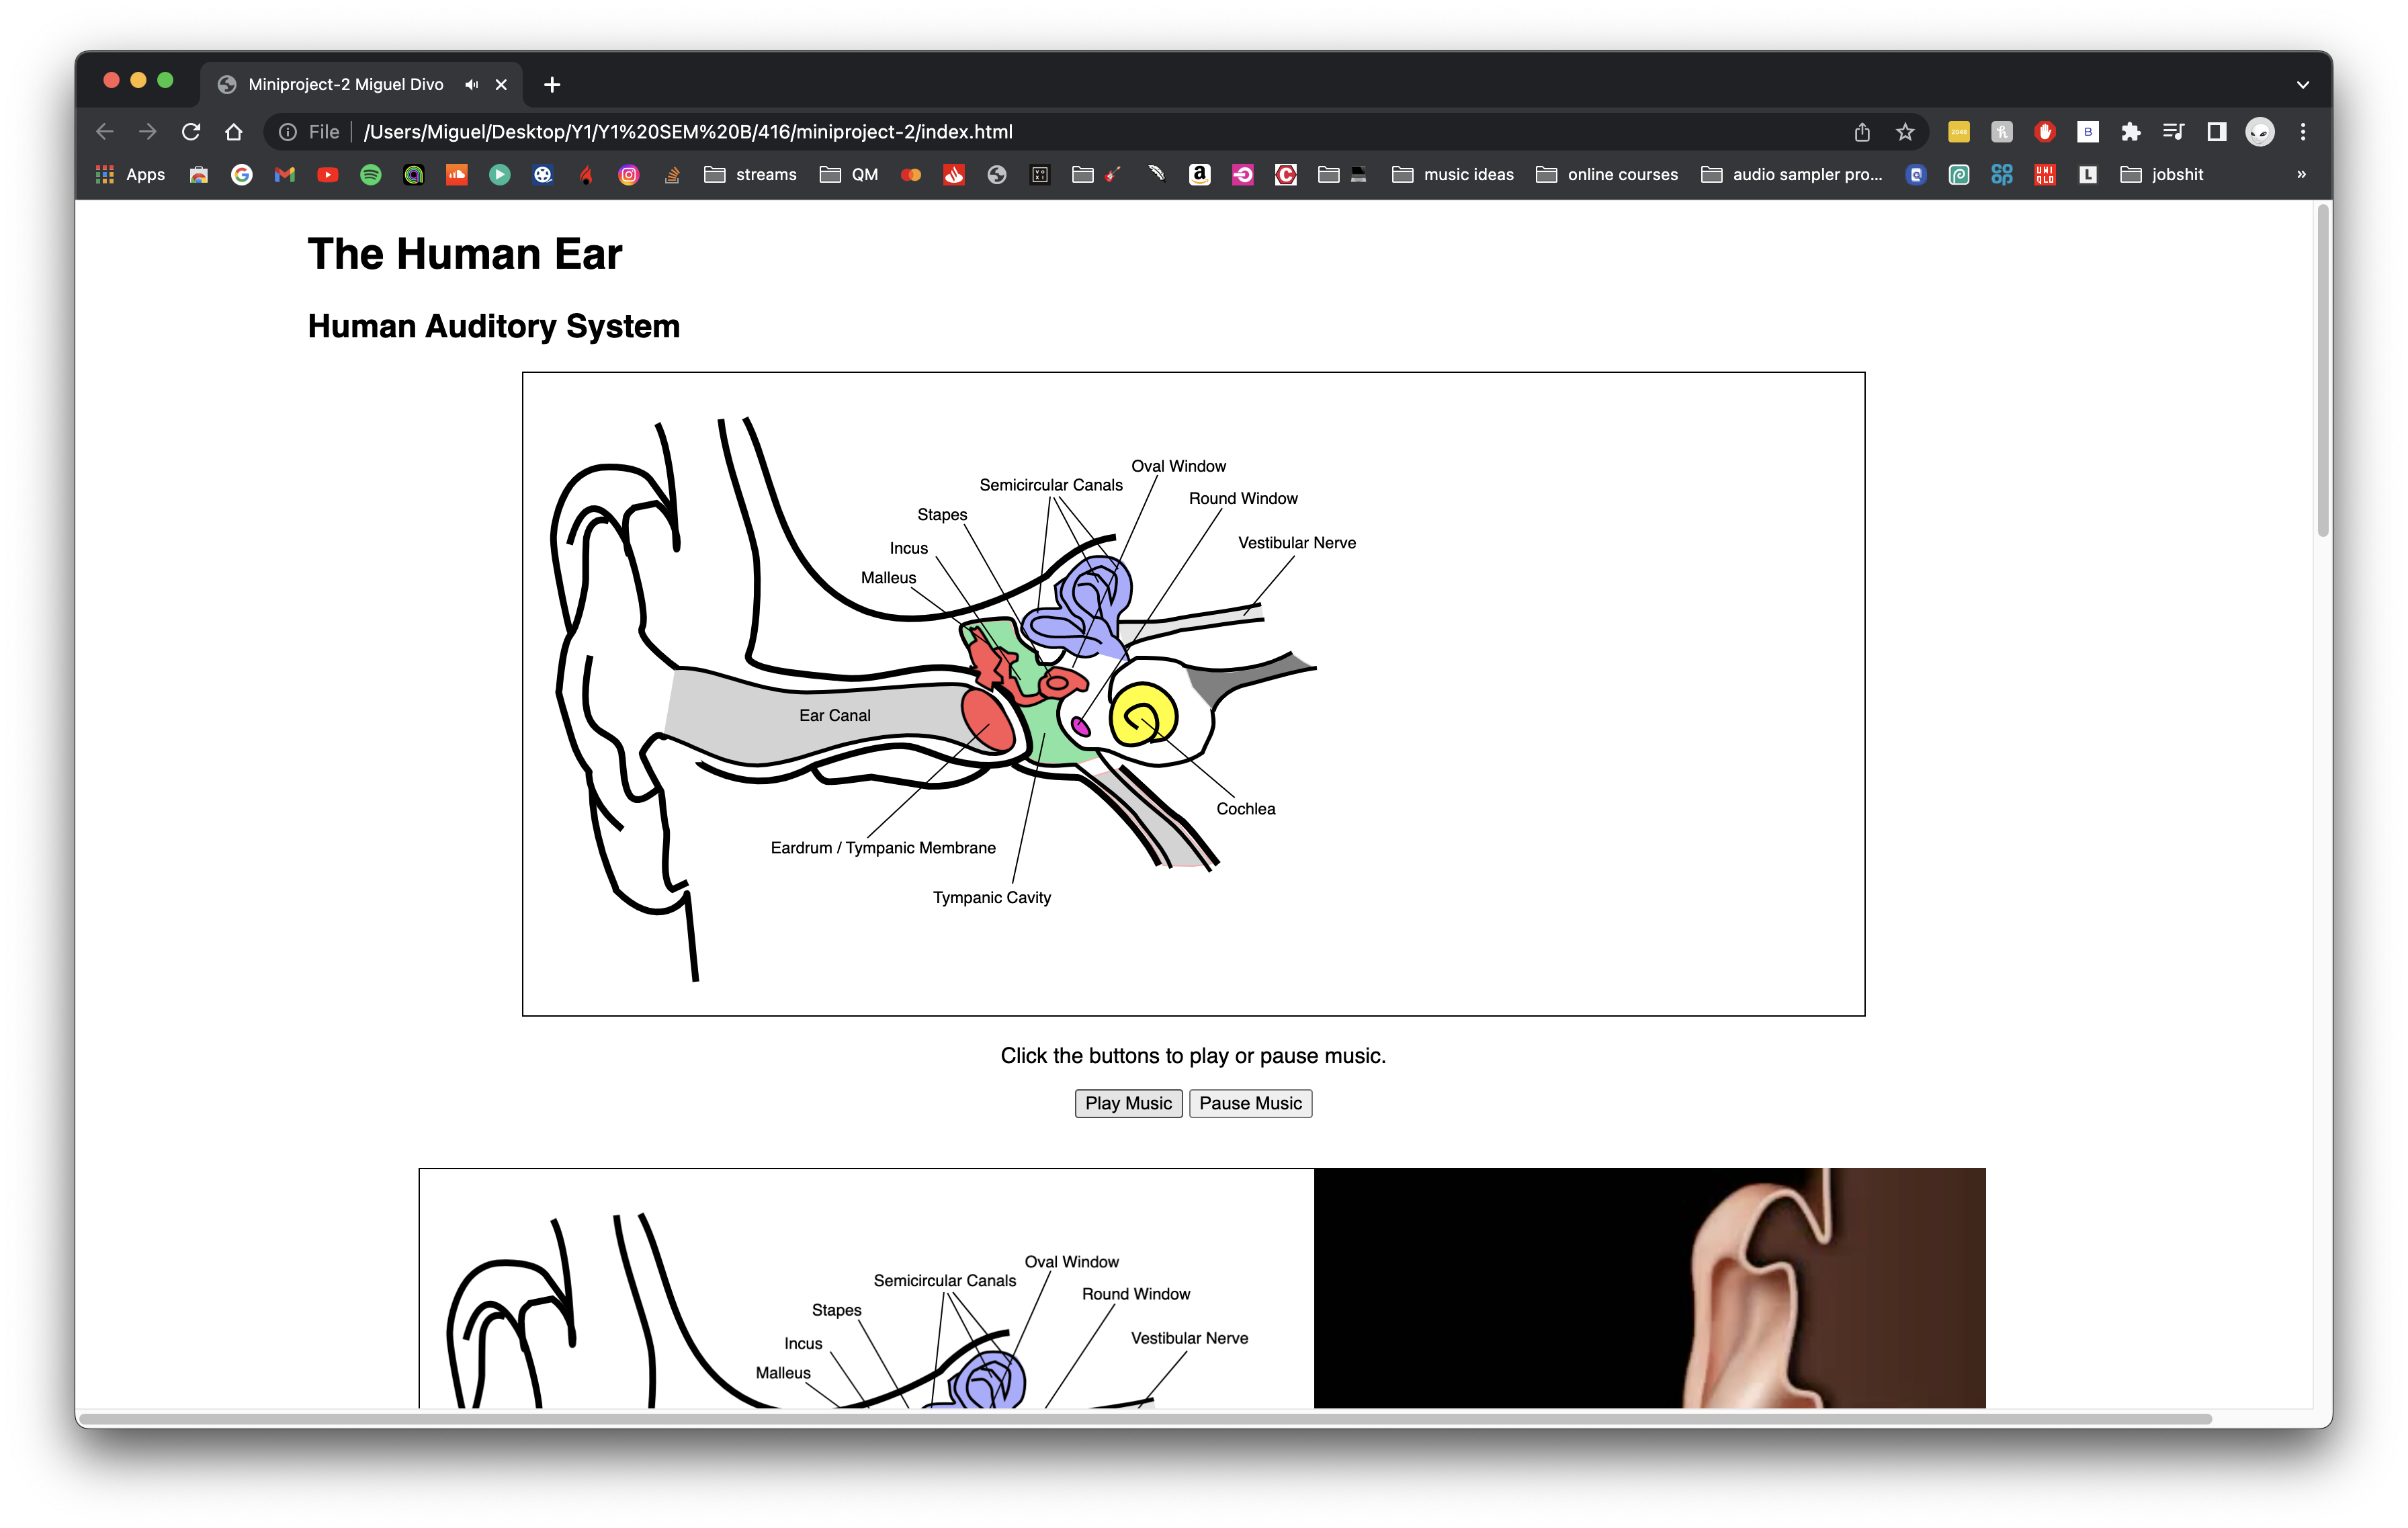 Miniproject-2 Miguel Divo
File /Users/Miguel/Desktop/Y1/Y1%20SEM%20B/416/miniproject-2/index.html
Apps streams QM music ideas online courses audio sampler pro... jobshit »
The Human Ear
Human Auditory System
Oval Window
Semicircular Canals
Round Window
Stapes
Vestibular Nerve
Incus
Malleus
Ear Canal
Cochlea
Eardrum / Tympanic Membrane
Tympanic Cavity
Click the buttons to play or pause music.
Play Music Pause Music
Oval Window
Semicircular Canals
Round Window
Stapes
Vestibular Nerve
Incus
Malleus